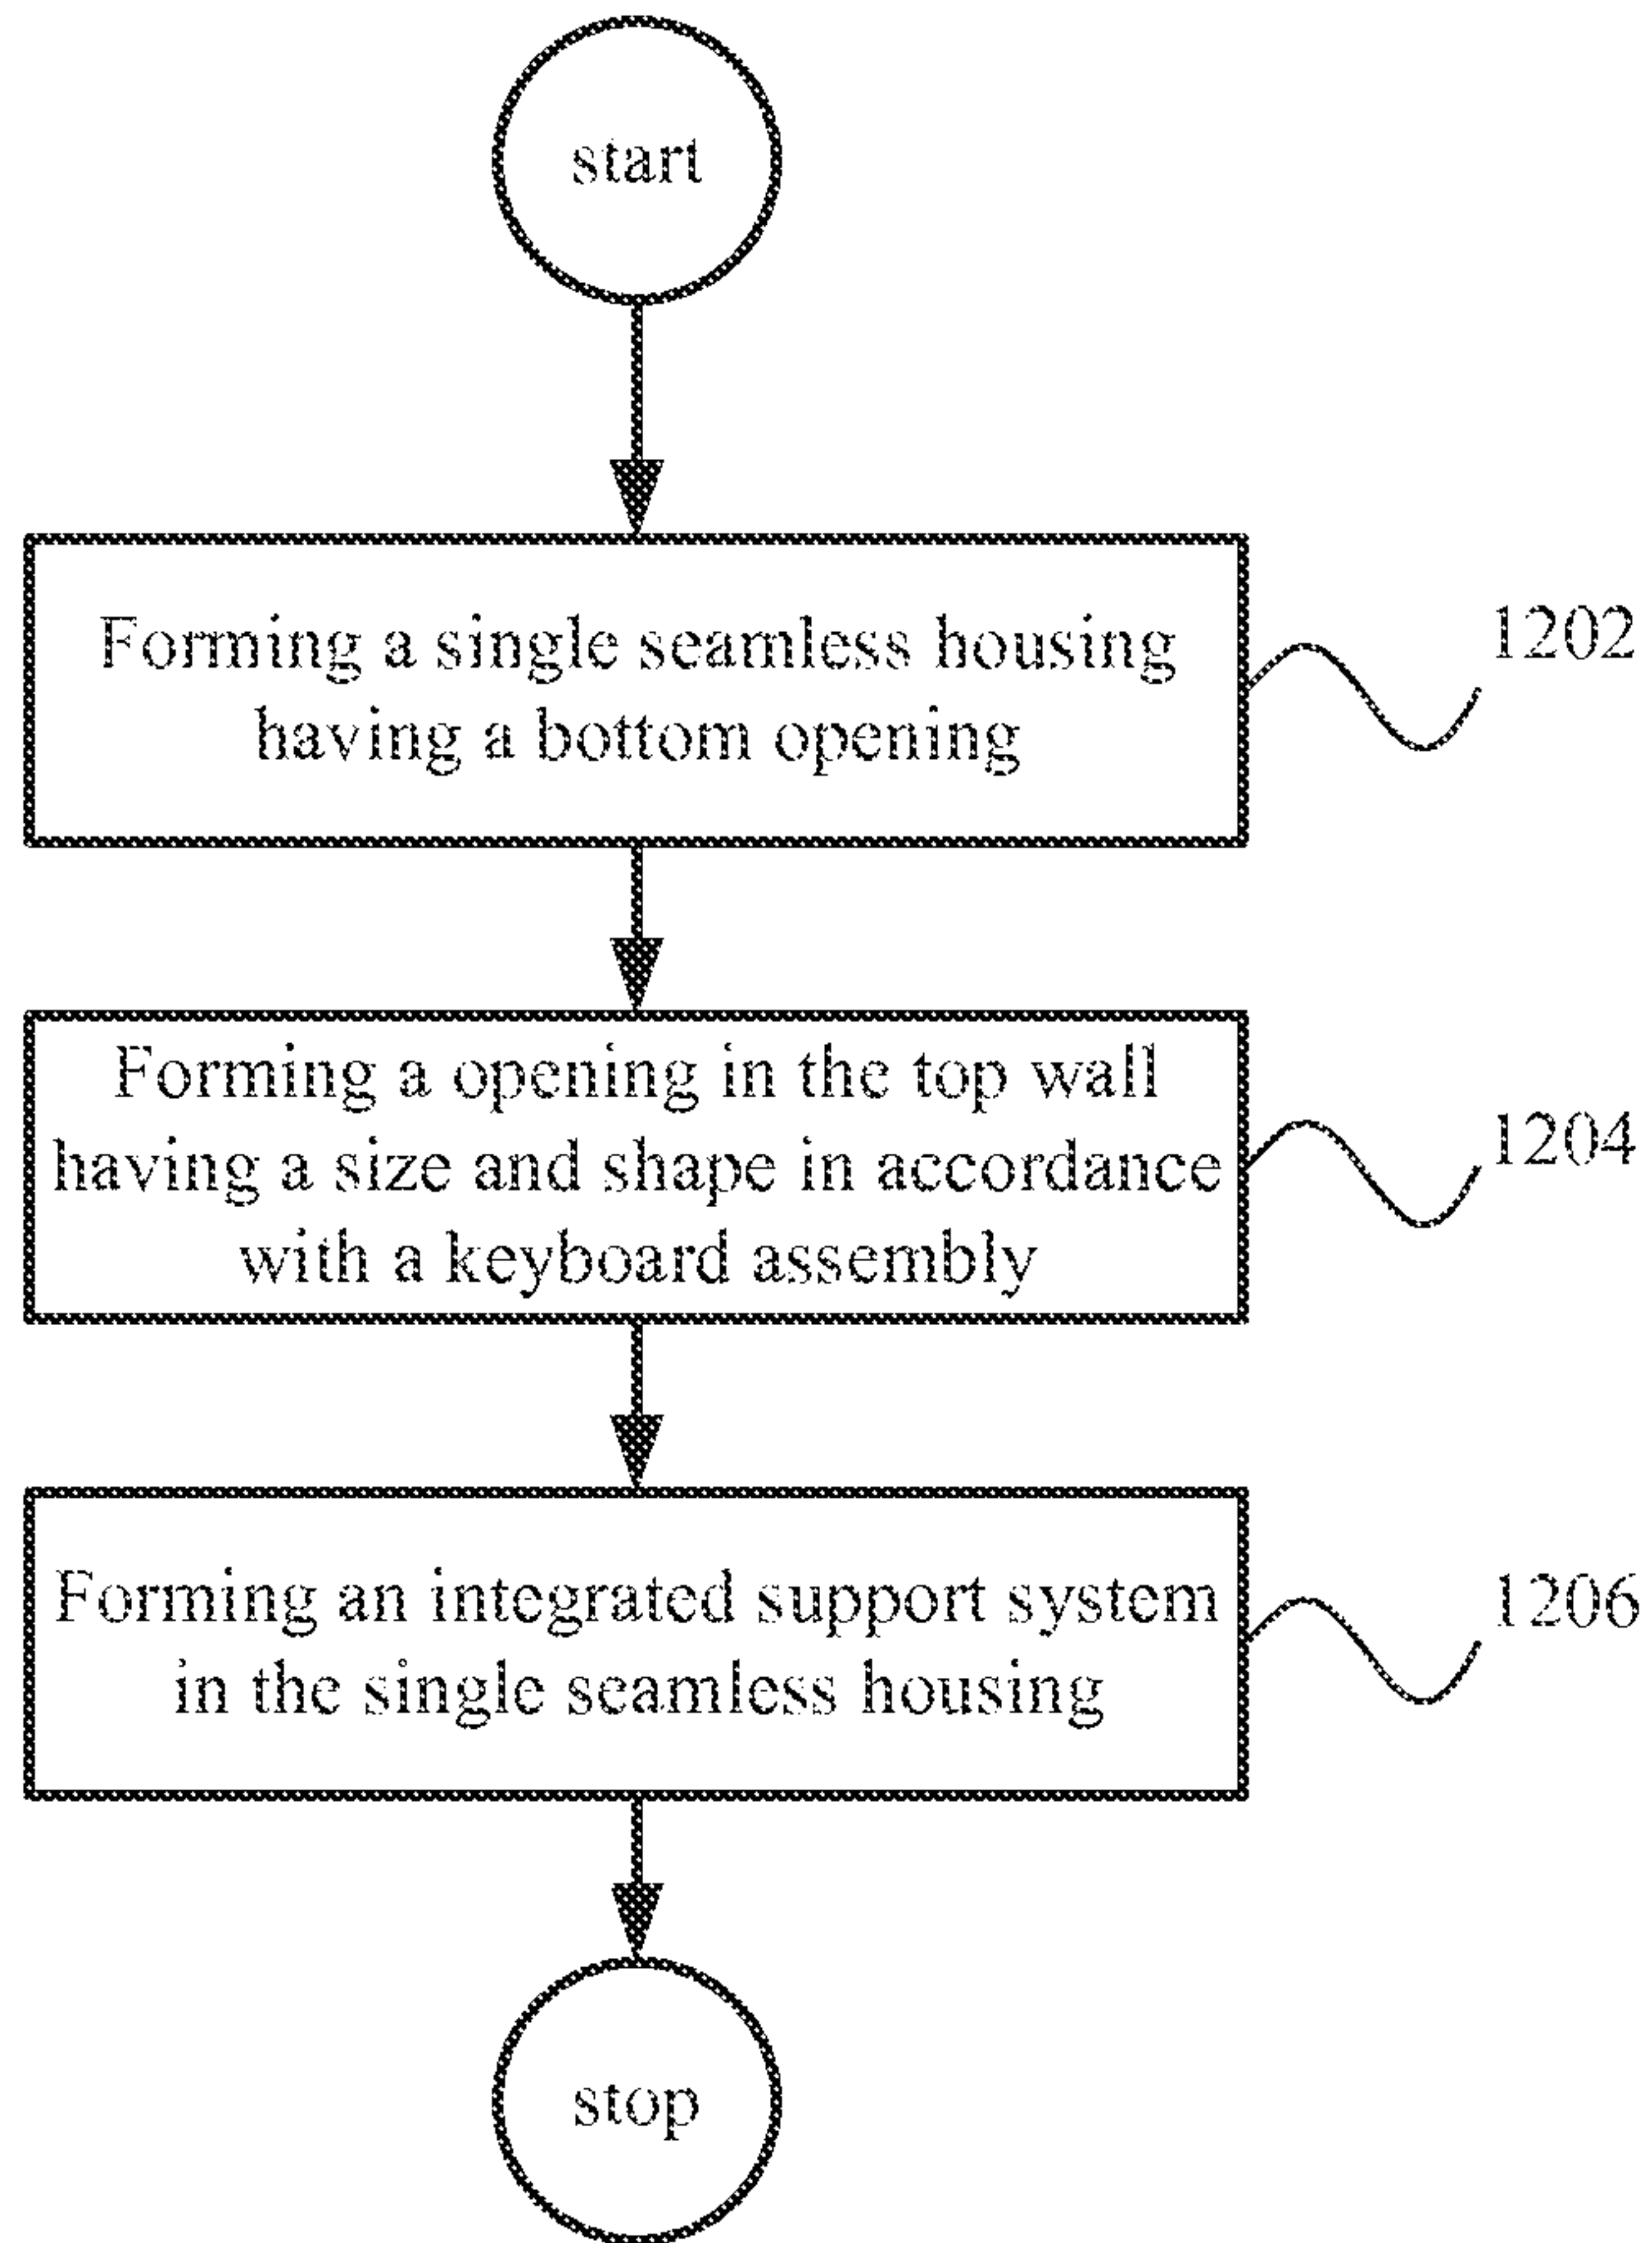 start
Forming a single seamless housing
having a bottom opening
1202
Forming a opening in the top wall
having a size and shape in accordance
with a keyboard assembly
1204
Forming an integrated support system
in the single seamless housing
1206
stop